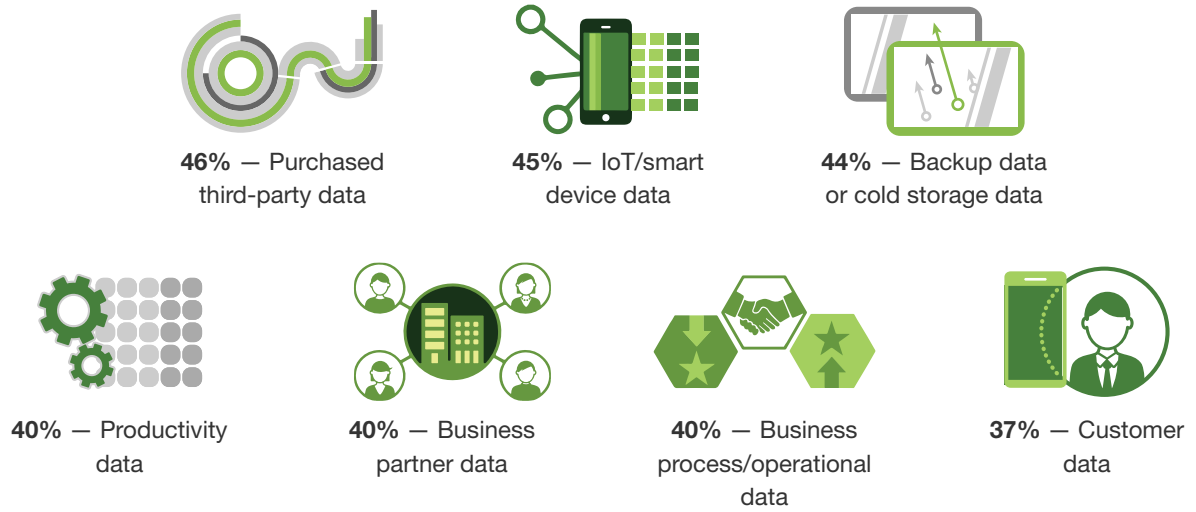 46% — Purchased
third-party data
45% — IoT/smart
device data
44% — Backup data
or cold storage data
40% — Productivity
data
40% — Business
partner data
40% — Business
process/operational
data
37% — Customer
data